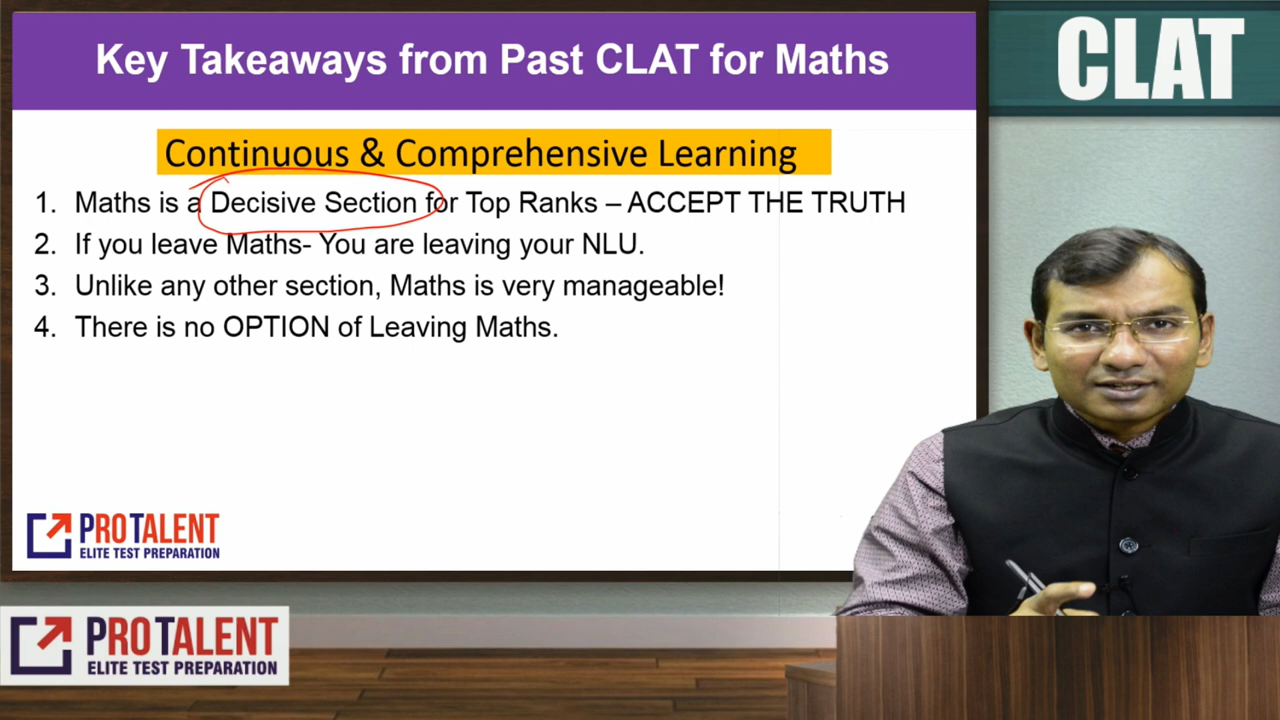 Key Takeaways from Past CLAT for Maths
CLAT
Continuous & Comprehensive Learning
1. Maths is a Decisive Section for Top Ranks – ACCEPT THE TRUTH
2. If you leave Maths- You are leaving your NLU.
3. Unlike any other section, Maths is very manageable!
4. There is no OPTION of Leaving Maths.
PROTALENT
ELITE TEST PREPARATION
PROTALENT
ELITE TEST PREPARATION